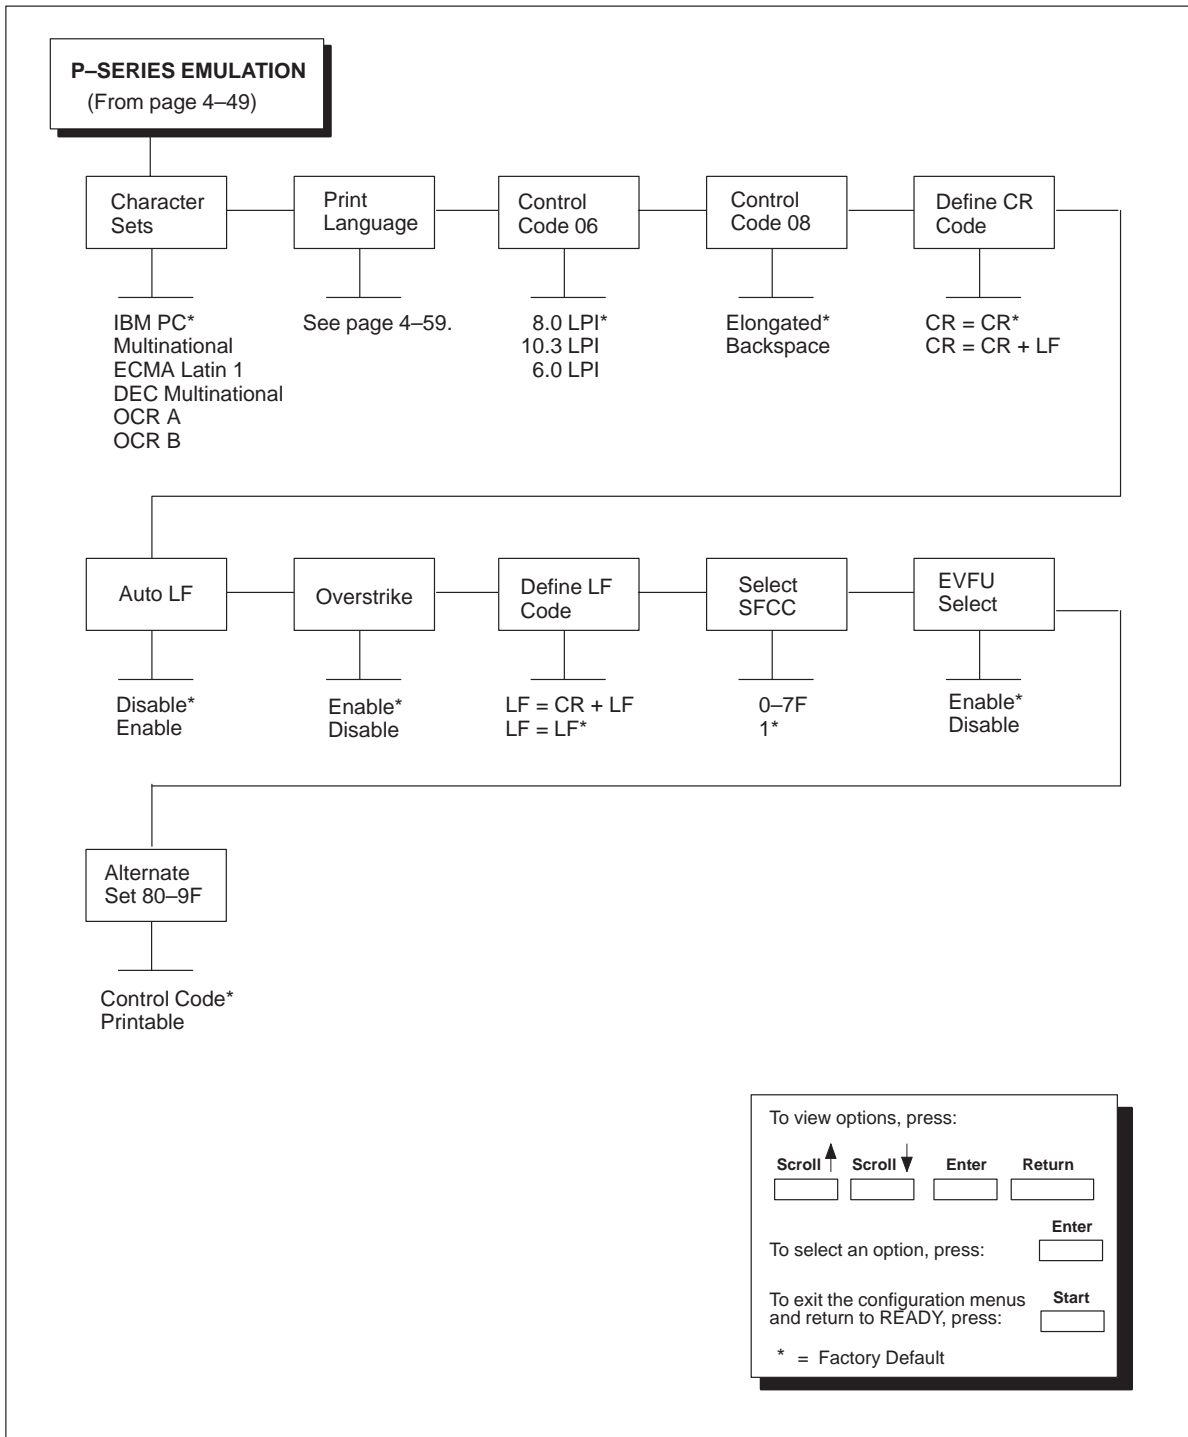 P–SERIES EMULATION
(From page 4–49)
Character
Sets
Print
Language
Control
Code 06
Control
Code 08
Define CR
Code
IBM PC*
Multinational
ECMA Latin 1
DEC Multinational
OCR A
OCR B
See page 4–59.
8.0 LPI*
10.3 LPI
6.0 LPI
Elongated*
Backspace
CR = CR*
CR = CR + LF
Auto LF
Overstrike
Define LF
Code
Select
SFCC
EVFU
Select
Disable*
Enable
Enable*
Disable
LF = CR + LF
LF = LF*
0–7F
1*
Enable*
Disable
Alternate
Set 80–9F
Control Code*
Printable
To view options, press:
Scroll Scroll Enter Return
Enter
To select an option, press:
To exit the configuration menus Start
and return to READY, press:
* = Factory Default